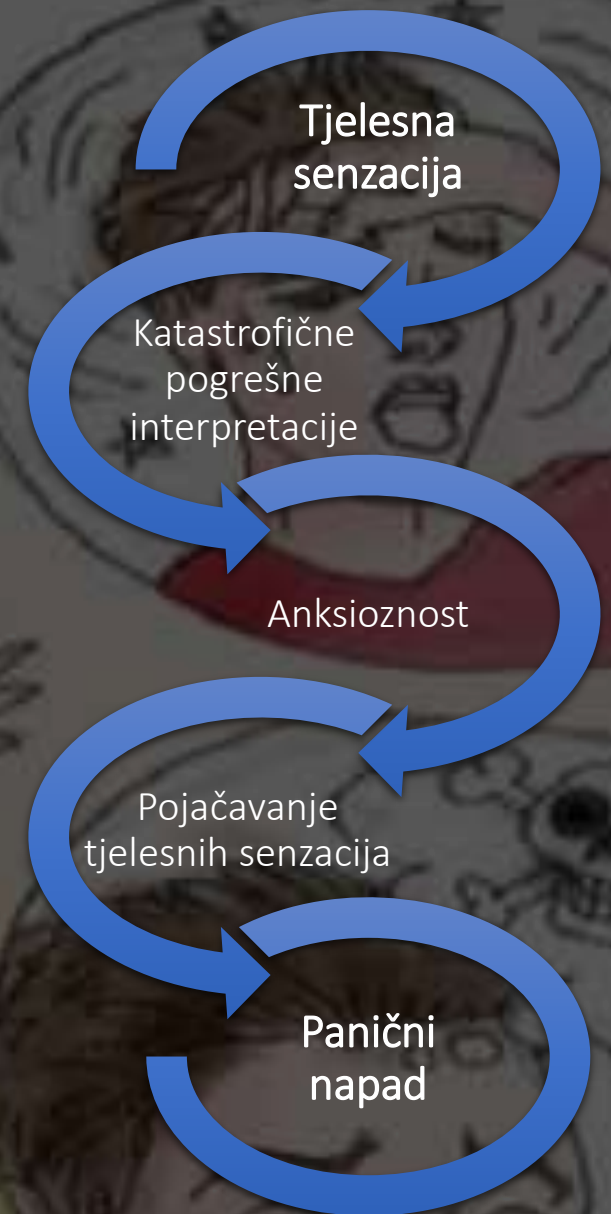 Tjelesna
senzacija
Katastrofične
pogrešne
interpretacije
Anksioznost
Pojačavanje
tjelesnih senzacija
Panični
napad